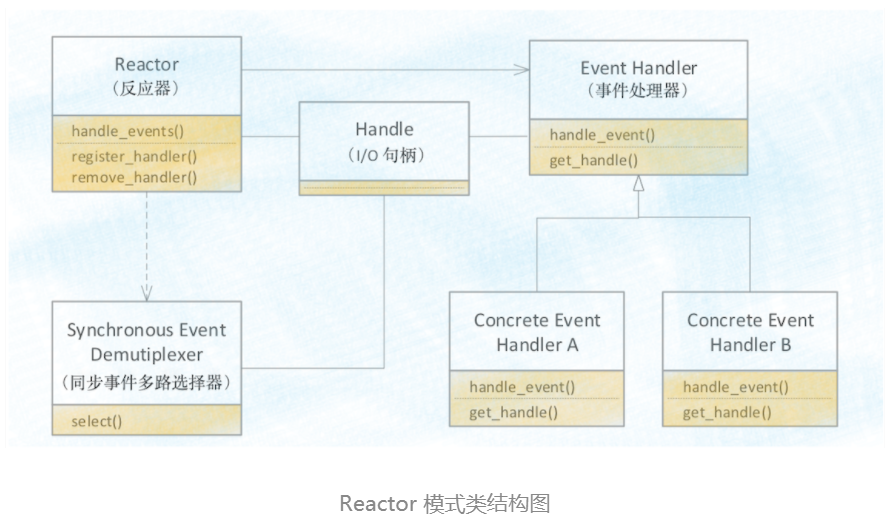 Reactor
（反应器）
handle_events()
register_handler()
remove_handler()
Handle
（I/O 句柄）
Event Handler
（事件处理器）
handle_event()
get_handle()
Synchronous Event
Demutiplexer
（同步事件多路选择器）
select()
Concrete Event
Handler A
handle_event()
get_handle()
Concrete Event
Handler B
handle_event()
get_handle()
Reactor 模式类结构图